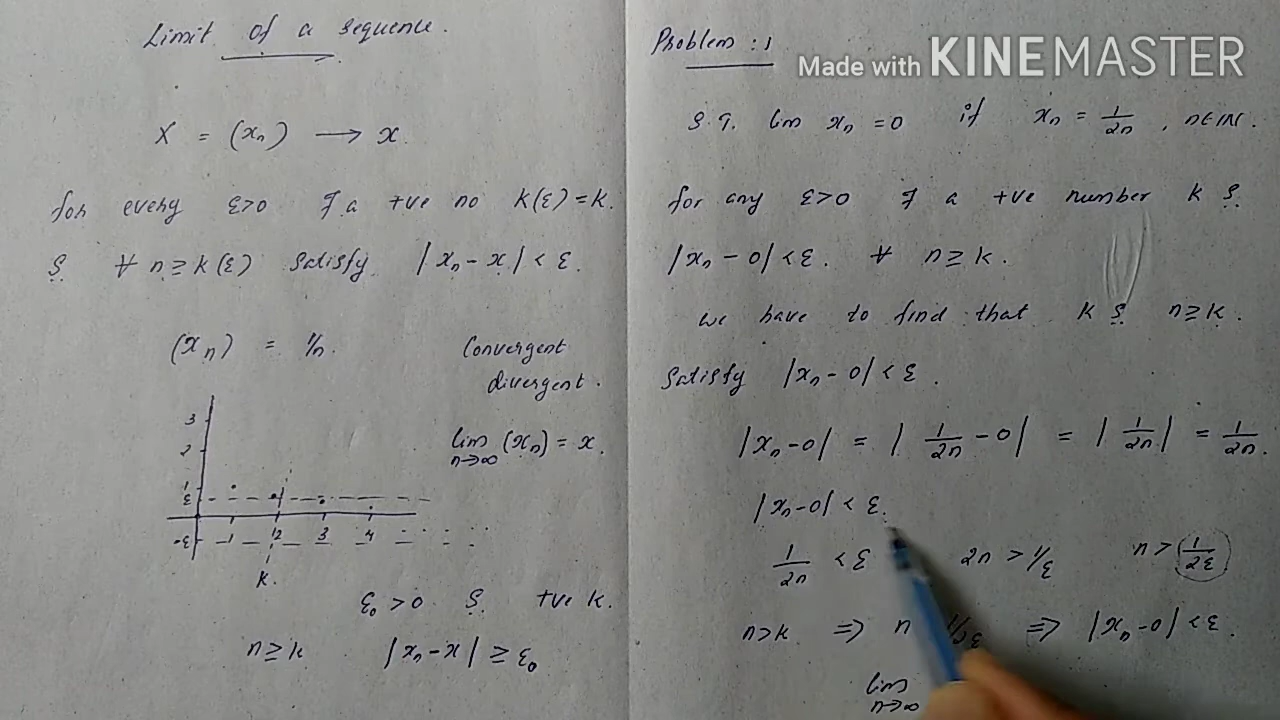 Limit of a sequence.
X = (xn) → x.
for every ε>0 ∃ a +ve no K(ε)=K.
∋ ∀ n≥K(ε) satisfy |xn-x| < ε.
(xn) = 1/n.
Convergent
divergent.
lim n→∞ (xn) = x.
3
2
1
ε
-ε 1 2 3 4
K.
ε0 > 0 ∋ +ve K.
n≥K |xn-x| ≥ ε0
Made with KINEMASTER
Problem : 1
S.T. lim xn = 0 if xn = 1/2n, n∈IN.
for any ε>0 ∃ a +ve number K ∋
|xn-0| < ε. ∀ n≥K.
we have to find that K ∋ n≥K.
Satisfy |xn-0| < ε.
|xn-0| = |1/2n - 0| = |1/2n| = 1/2n.
|xn-0| < ε.
1/2n < ε 2n > 1/ε n > (1/2ε)
n>K ⇒ n 1/2ε ⇒ |xn-0| < ε.
lim n→∞